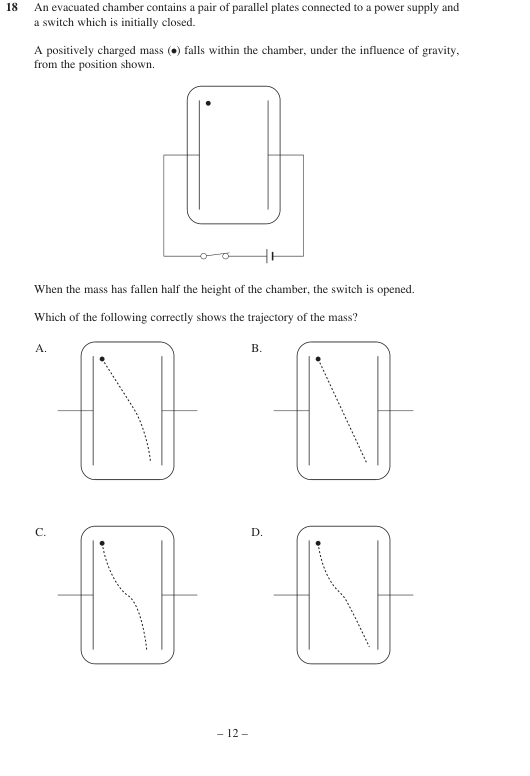 18 An evacuated chamber contains a pair of parallel plates connected to a power supply and
a switch which is initially closed.
A positively charged mass (●) falls within the chamber, under the influence of gravity,
from the position shown.
When the mass has fallen half the height of the chamber, the switch is opened.
Which of the following correctly shows the trajectory of the mass?
A. B.
C. D.
– 12 –